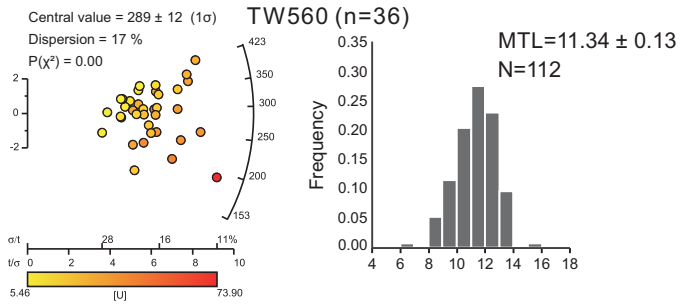 TW560 (n=36)
Central value = 289 ± 12 (1σ)
Dispersion = 17 %
P(χ²) = 0.00
2
0
-2
423
350
300
250
200
153
σ/t 28 16 11%
t/σ 0 2 4 6 8 10
5.46 [U] 73.90
MTL=11.34 ± 0.13
N=112
Frequency
0.35
0.30
0.25
0.20
0.15
0.10
0.05
0.00
4 6 8 10 12 14 16 18